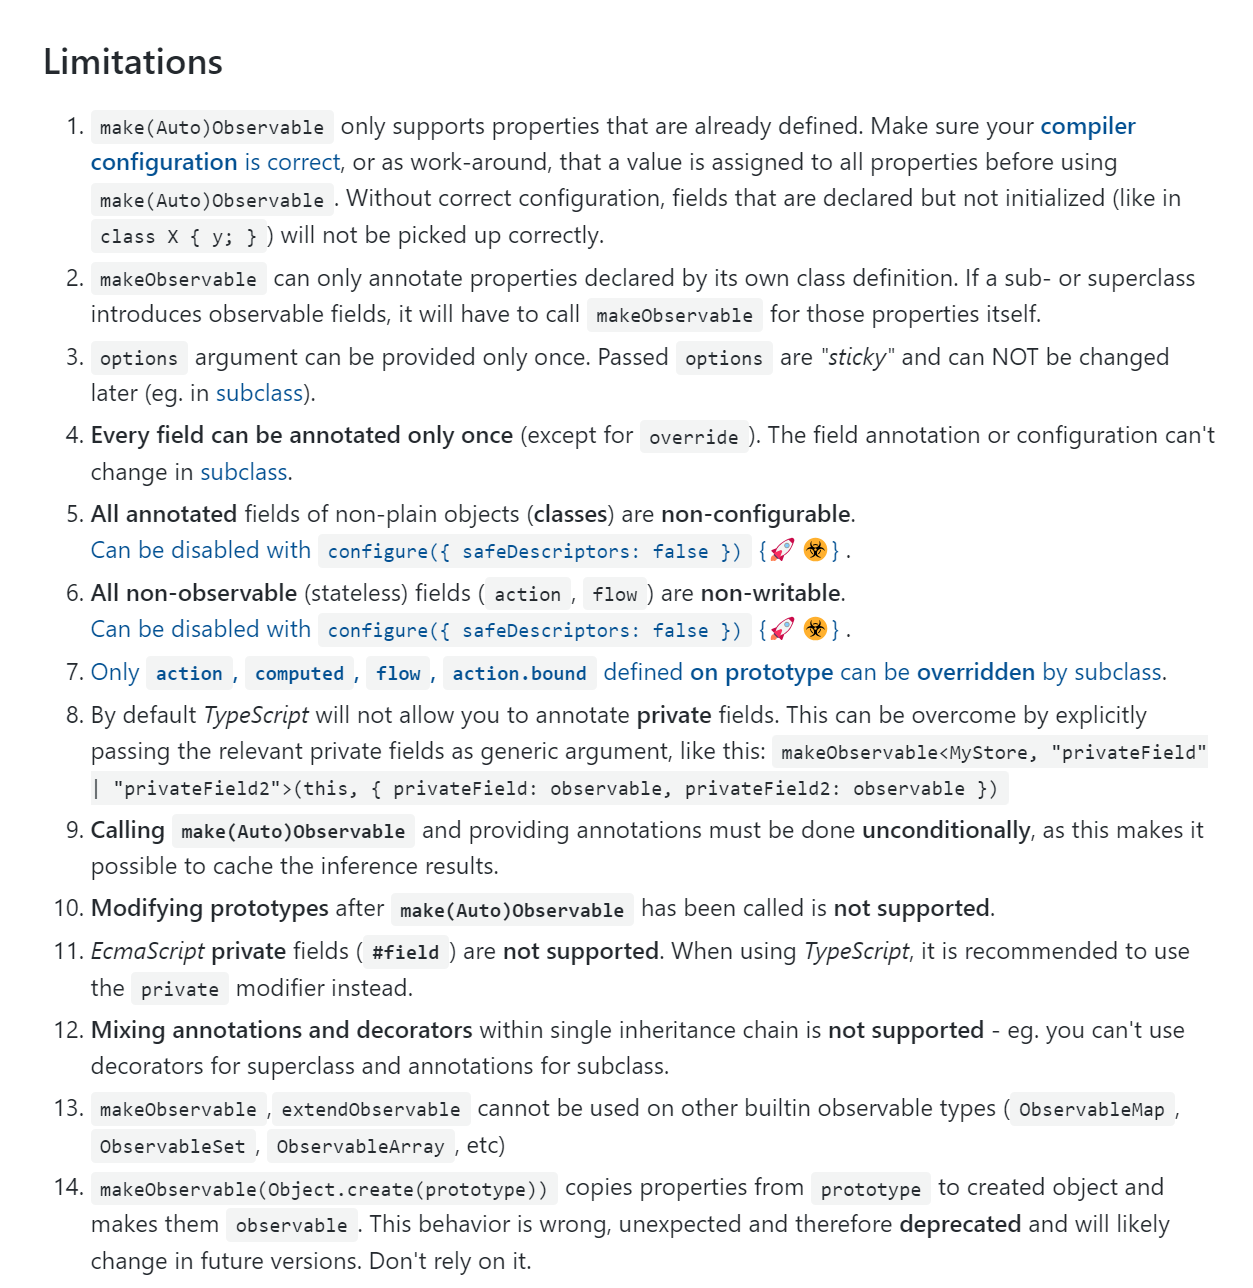 Limitations
1. make(Auto)Observable only supports properties that are already defined. Make sure your compiler
configuration is correct, or as work-around, that a value is assigned to all properties before using
make(Auto)Observable. Without correct configuration, fields that are declared but not initialized (like in
class X { y; }) will not be picked up correctly.
2. makeObservable can only annotate properties declared by its own class definition. If a sub- or superclass
introduces observable fields, it will have to call makeObservable for those properties itself.
3. options argument can be provided only once. Passed options are "sticky" and can NOT be changed
later (eg. in subclass).
4. Every field can be annotated only once (except for override). The field annotation or configuration can't
change in subclass.
5. All annotated fields of non-plain objects (classes) are non-configurable.
Can be disabled with configure({ safeDescriptors: false }) {🚀☣️}.
6. All non-observable (stateless) fields (action, flow) are non-writable.
Can be disabled with configure({ safeDescriptors: false }) {🚀☣️}.
7. Only action, computed, flow, action.bound defined on prototype can be overridden by subclass.
8. By default TypeScript will not allow you to annotate private fields. This can be overcome by explicitly
passing the relevant private fields as generic argument, like this: makeObservable<MyStore, "privateField"
| "privateField2">(this, { privateField: observable, privateField2: observable })
9. Calling make(Auto)Observable and providing annotations must be done unconditionally, as this makes it
possible to cache the inference results.
10. Modifying prototypes after make(Auto)Observable has been called is not supported.
11. EcmaScript private fields (#field) are not supported. When using TypeScript, it is recommended to use
the private modifier instead.
12. Mixing annotations and decorators within single inheritance chain is not supported - eg. you can't use
decorators for superclass and annotations for subclass.
13. makeObservable,extendObservable cannot be used on other builtin observable types (ObservableMap,
ObservableSet, ObservableArray, etc)
14. makeObservable(Object.create(prototype)) copies properties from prototype to created object and
makes them observable. This behavior is wrong, unexpected and therefore deprecated and will likely
change in future versions. Don't rely on it.